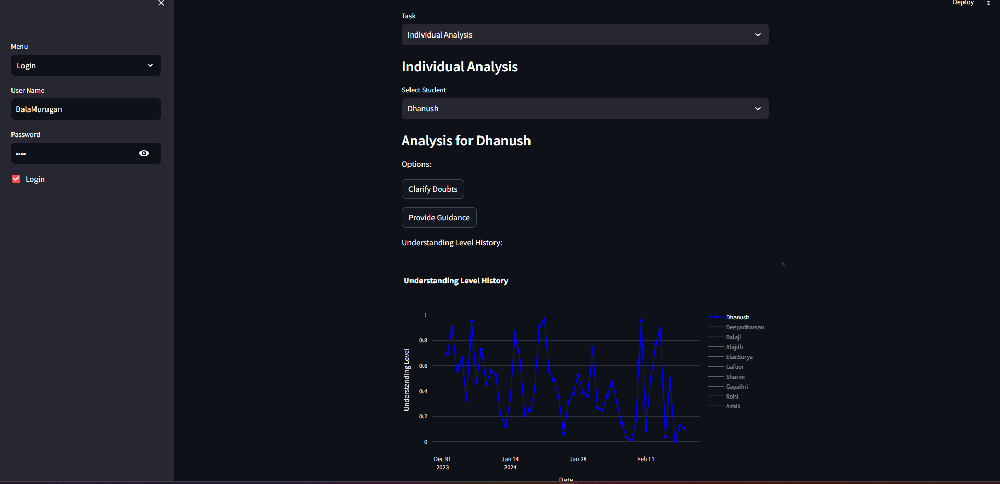 Deploy
Menu
Login
User Name
BalaMurugan
Password
••••
Login
Task
Individual Analysis
Individual Analysis
Select Student
Dhanush
Analysis for Dhanush
Options:
Clarify Doubts
Provide Guidance
Understanding Level History:
Understanding Level History
Understanding Level
1
0.8
0.6
0.4
0.2
0
Dec 31
2023
Jan 14
2024
Jan 28
Feb 11
Date
Dhanush
Deepadharsan
Balaji
Abijith
ElanSurya
Gafoor
Sharmi
Gayathri
Rohi
Ashik